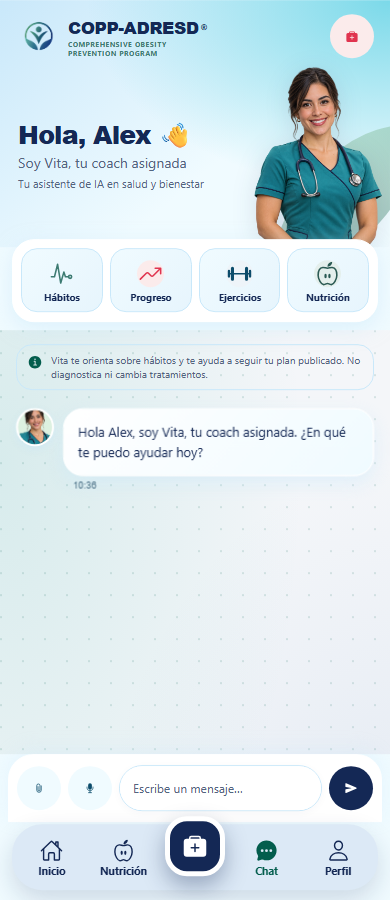 COPP-ADRESD®
COMPREHENSIVE OBESITY
PREVENTION PROGRAM
Hola, Alex 👋
Soy Vita, tu coach asignada
Tu asistente de IA en salud y bienestar
Hábitos
Progreso
Ejercicios
Nutrición
Vita te orienta sobre hábitos y te ayuda a seguir tu plan publicado. No
diagnostica ni cambia tratamientos.
Hola Alex, soy Vita, tu coach asignada. ¿En qué
te puedo ayudar hoy?
10:36
Escribe un mensaje...
Inicio
Nutrición
Chat
Perfil